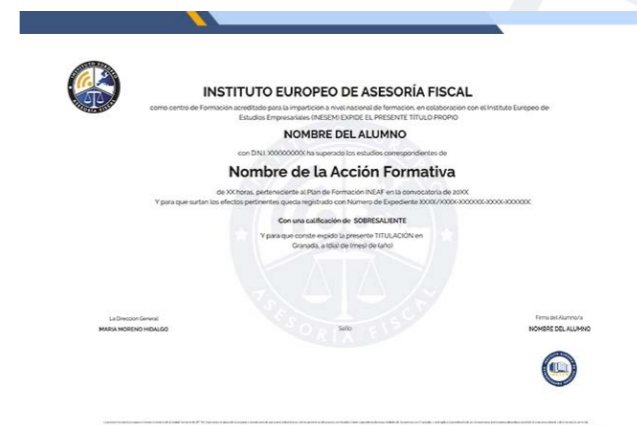 INSTITUTO EUROPEO DE ASESORÍA FISCAL
como centro de Formación acreditado para la impartición a nivel nacional de formacion, en colaboracion con el Instituto Europeo de
Estudios Empresariales (INESEM) EXPIDE EL PRESENTE TÍTULO PROPIO
NOMBRE DEL ALUMNO
con D.N.I. XXXXXXXXX ha superado los estudios correspondientes de
Nombre de la Acción Formativa
de XX horas, perteneciente al Plan de Formación INEAF en la convocatoria de 20XX
Y para que surtan los efectos pertinentes queda registrado con Número de Expediente XXXX/XXXX-XXXXXX-XXXX-XXXXXX.
Con una calificación de SOBRESALIENTE
Y para que conste expido la presente TITULACIÓN en
Granada, a (día) de (mes) de (año)
La Direccion General
MARIA MORENO HIDALGO
Sello
Firma del Alumno/a
NOMBRE DEL ALUMNO
ASESORÍA FISCAL